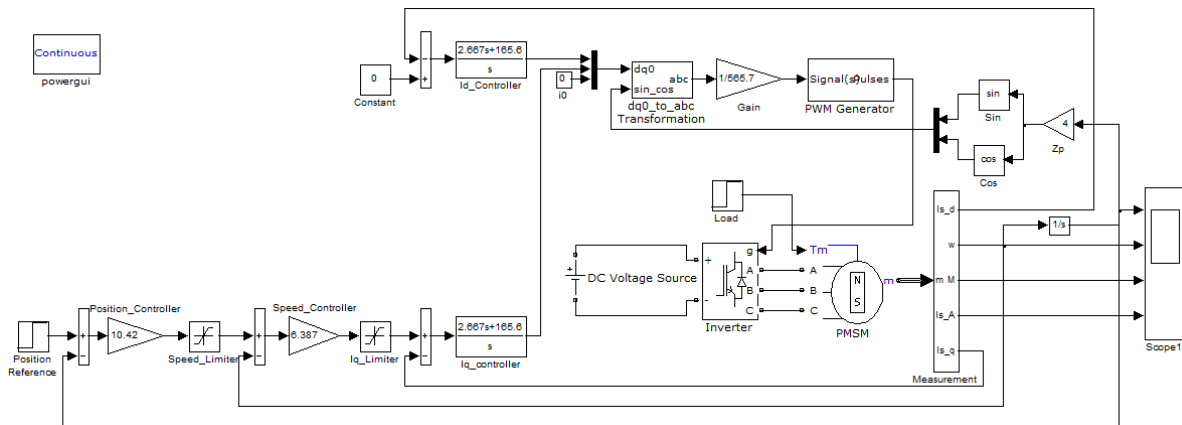 Continuous
powergui
0
Constant
2.667s+165.6
s
Id_Controller
0
i0
dq0
sin_cos
abc
dq0_to_abc
Transformation
1/565.7
Gain
Signal(s)
Pulses
PWM Generator
sin
Sin
cos
Cos
4
Zp
Load
DC Voltage Source
+
+
-
g
A
B
C
Inverter
Tm
A
B
C
N
S
m
PMSM
Is_d
w
m M
Is_A
Is_q
Measurement
1/s
Scope1
Position
Reference
Position_Controller
10.42
Speed_Limiter
Speed_Controller
6.387
Iq_Limiter
2.667s+165.6
s
Iq_controller